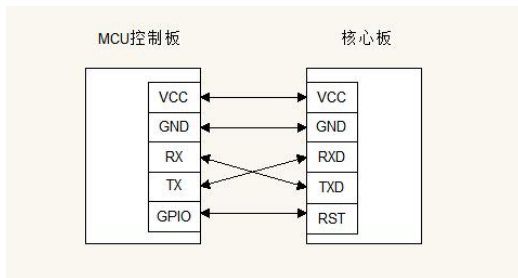 MCU控制板 核心板
VCC VCC
GND GND
RX RXD
TX TXD
GPIO RST